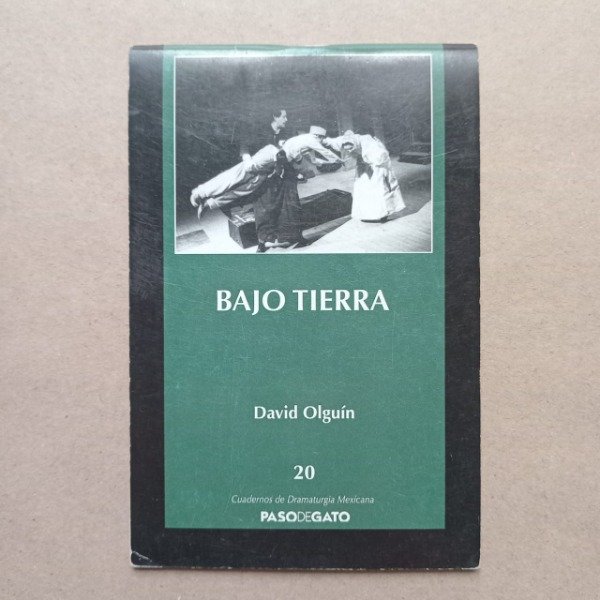 BAJO TIERRA
David Olguín
20
Cuadernos de Dramaturgia Mexicana
PASODEGATO